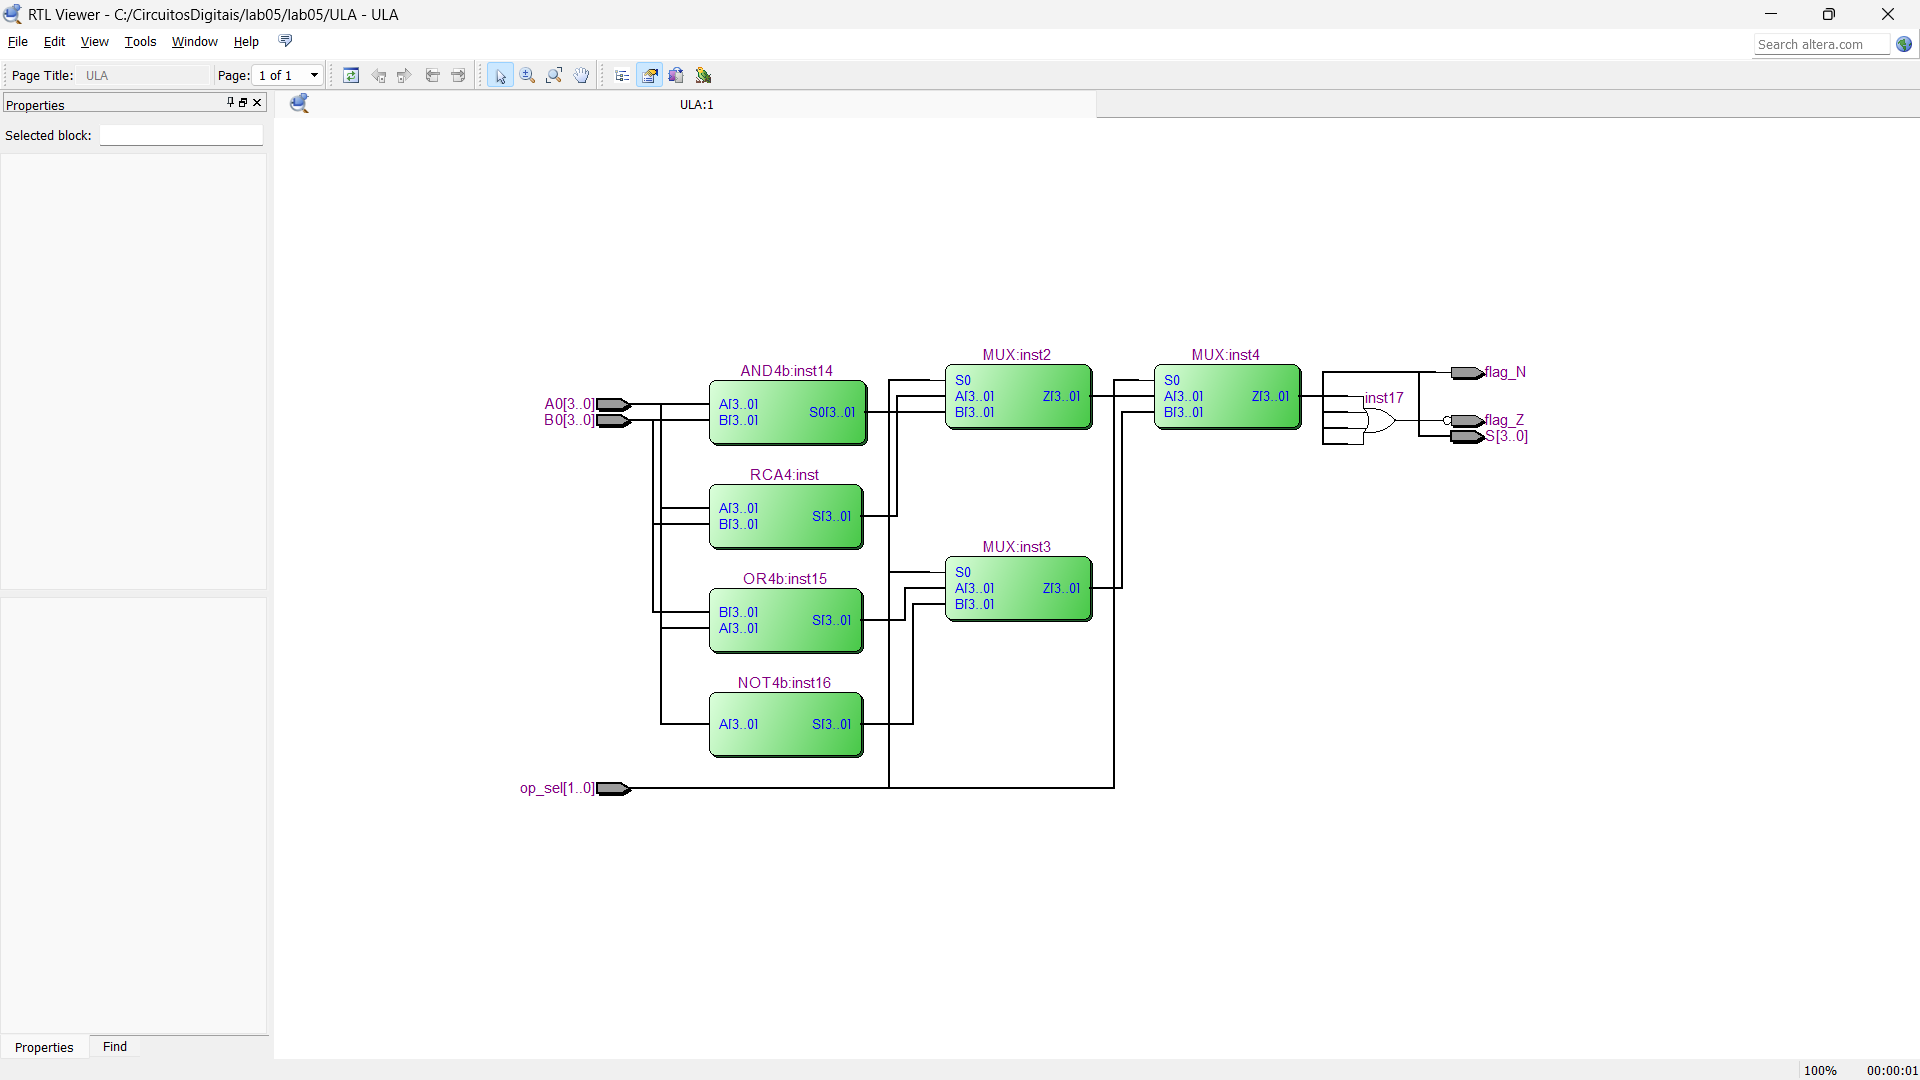 RTL Viewer - C:/CircuitosDigitais/lab05/lab05/ULA - ULA
File Edit View Tools Window Help
Search altera.com
Page Title: ULA Page: 1 of 1
Properties
ULA:1
Selected block:
MUX:inst2
S0
A[3..0]
B[3..0]
Z[3..0]
MUX:inst4
S0
A[3..0]
B[3..0]
Z[3..0]
AND4b:inst14
A[3..0]
B[3..0]
S0[3..0]
A0[3..0]
B0[3..0]
inst17
flag_N
flag_Z
S[3..0]
RCA4:inst
A[3..0]
B[3..0]
S[3..0]
MUX:inst3
S0
A[3..0]
B[3..0]
Z[3..0]
OR4b:inst15
B[3..0]
A[3..0]
S[3..0]
NOT4b:inst16
A[3..0]
S[3..0]
op_sel[1..0]
Properties Find
100% 00:00:01